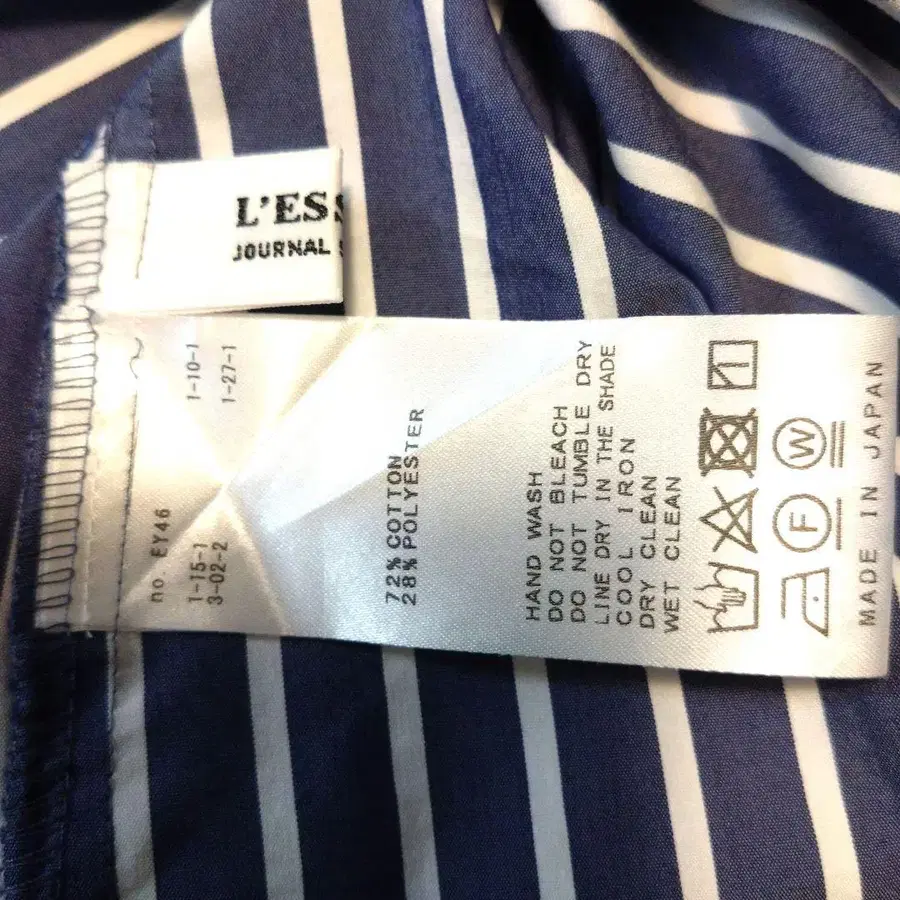 L'ES
JOURNAL
no. EY46
1-15-1 1-10-1
3-02-2 1-27-1
72% COTTON
28% POLYESTER
HAND WASH
DO NOT BLEACH
DO NOT TUMBLE DRY
LINE DRY IN THE SHADE
COOL IRON
DRY CLEAN
WET CLEAN
W
F
MADE IN JAPAN